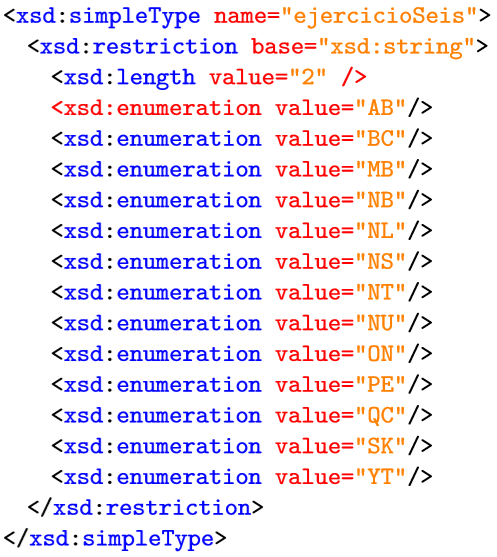 <xsd:simpleType name="ejercicioSeis">
<xsd:restriction base="xsd:string">
<xsd:length value="2" />
<xsd:enumeration value="AB"/>
<xsd:enumeration value="BC"/>
<xsd:enumeration value="MB"/>
<xsd:enumeration value="NB"/>
<xsd:enumeration value="NL"/>
<xsd:enumeration value="NS"/>
<xsd:enumeration value="NT"/>
<xsd:enumeration value="NU"/>
<xsd:enumeration value="ON"/>
<xsd:enumeration value="PE"/>
<xsd:enumeration value="QC"/>
<xsd:enumeration value="SK"/>
<xsd:enumeration value="YT"/>
</xsd:restriction>
</xsd:simpleType>